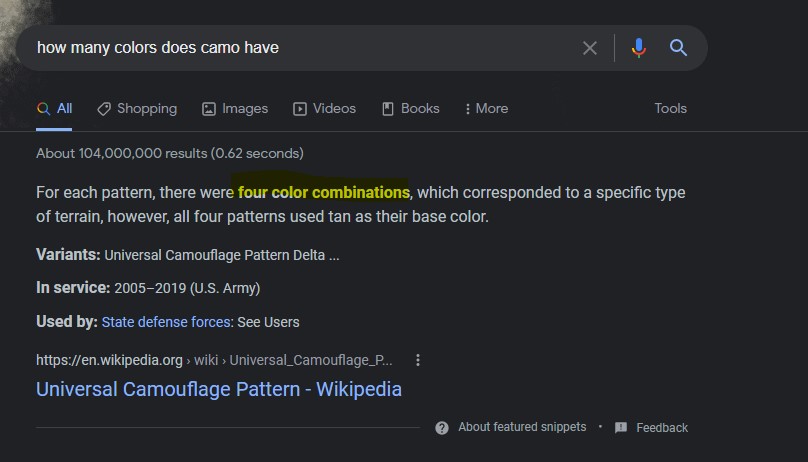 how many colors does camo have
All Shopping Images Videos Books More Tools
About 104,000,000 results (0.62 seconds)
For each pattern, there were four color combinations, which corresponded to a specific type
of terrain, however, all four patterns used tan as their base color.
Variants: Universal Camouflage Pattern Delta ...
In service: 2005–2019 (U.S. Army)
Used by: State defense forces: See Users
https://en.wikipedia.org › wiki › Universal_Camouflage_P...
Universal Camouflage Pattern - Wikipedia
About featured snippets • Feedback